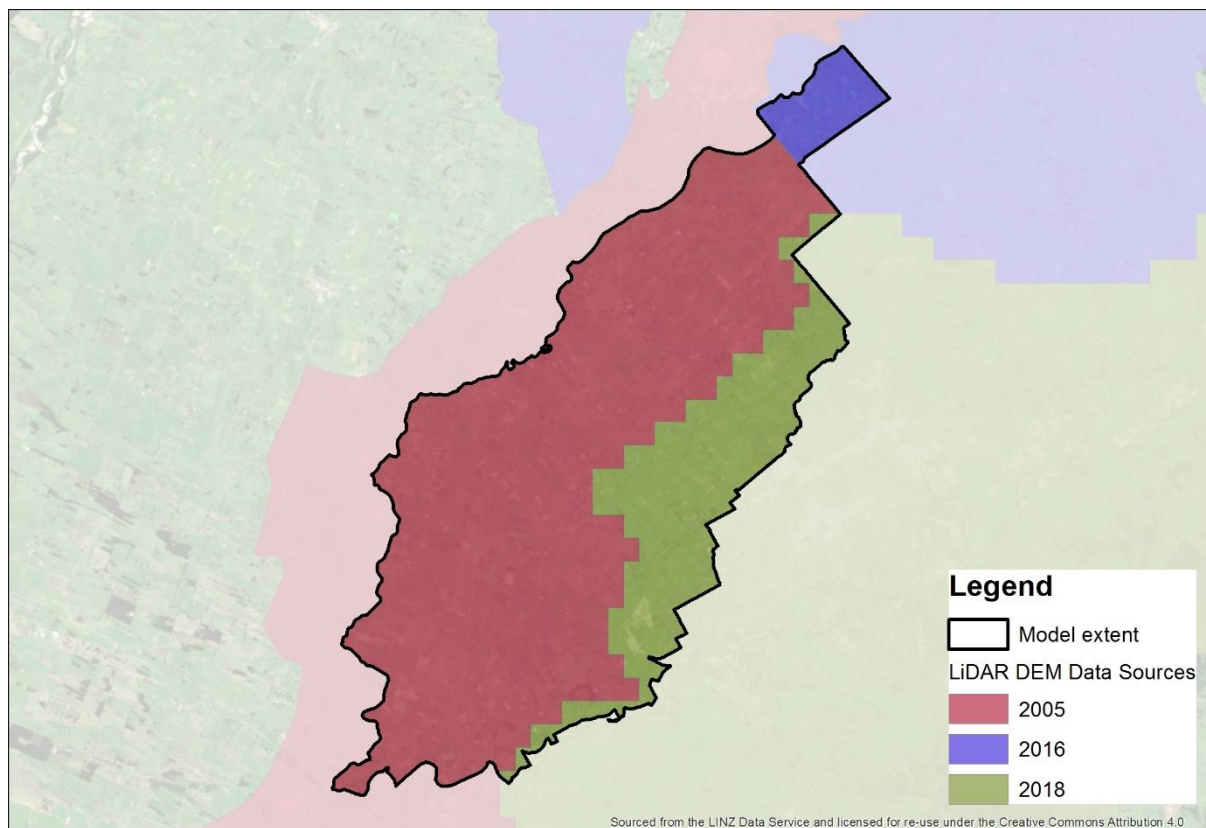 Legend
Model extent
LiDAR DEM Data Sources
2005
2016
2018
Sourced from the LINZ Data Service and licensed for re-use under the Creative Commons Attribution 4.0